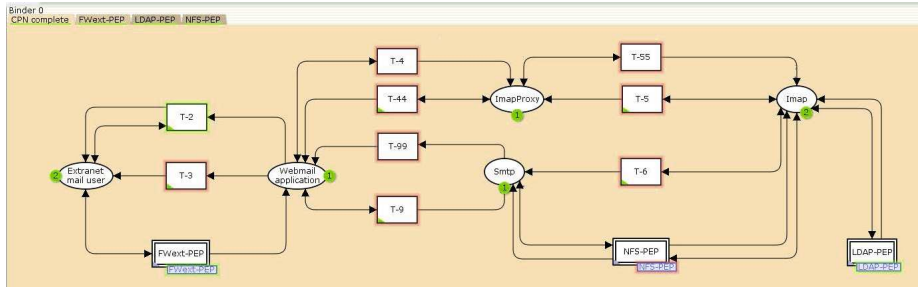 Binder 0
CPN complete FWext-PEP LDAP-PEP NFS-PEP
T-4
T-55
T-2
T-44
ImapProxy
T-5
Imap
1
2
T-99
2
Extranet
mail user
T-3
Webmail
application
1
Smtp
T-6
1
T-9
FWext-PEP
FWext-PEP
NFS-PEP
NFS-PEP
LDAP-PEP
LDAP-PEP